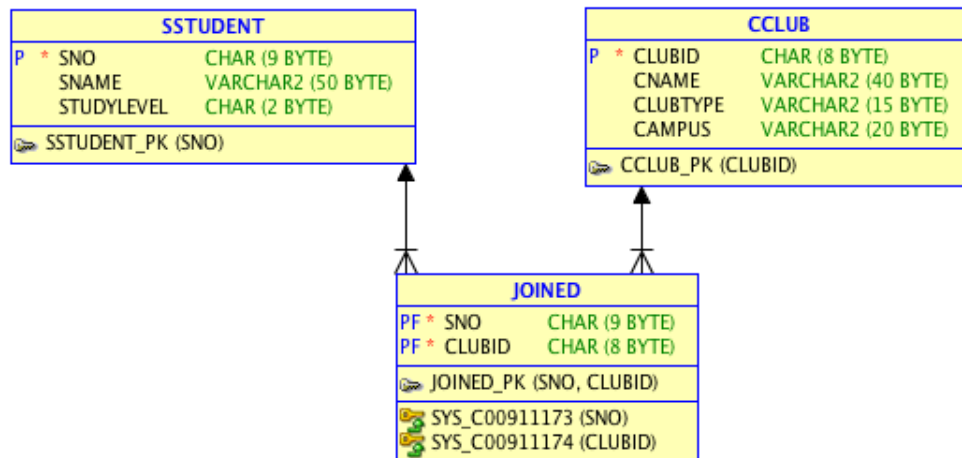 SSTUDENT
P * SNO CHAR (9 BYTE)
SNAME VARCHAR2 (50 BYTE)
STUDYLEVEL CHAR (2 BYTE)
SSTUDENT_PK (SNO)
CCLUB
P * CLUBID CHAR (8 BYTE)
CNAME VARCHAR2 (40 BYTE)
CLUBTYPE VARCHAR2 (15 BYTE)
CAMPUS VARCHAR2 (20 BYTE)
CCLUB_PK (CLUBID)
JOINED
PF * SNO CHAR (9 BYTE)
PF * CLUBID CHAR (8 BYTE)
JOINED_PK (SNO, CLUBID)
SYS_C00911173 (SNO)
SYS_C00911174 (CLUBID)